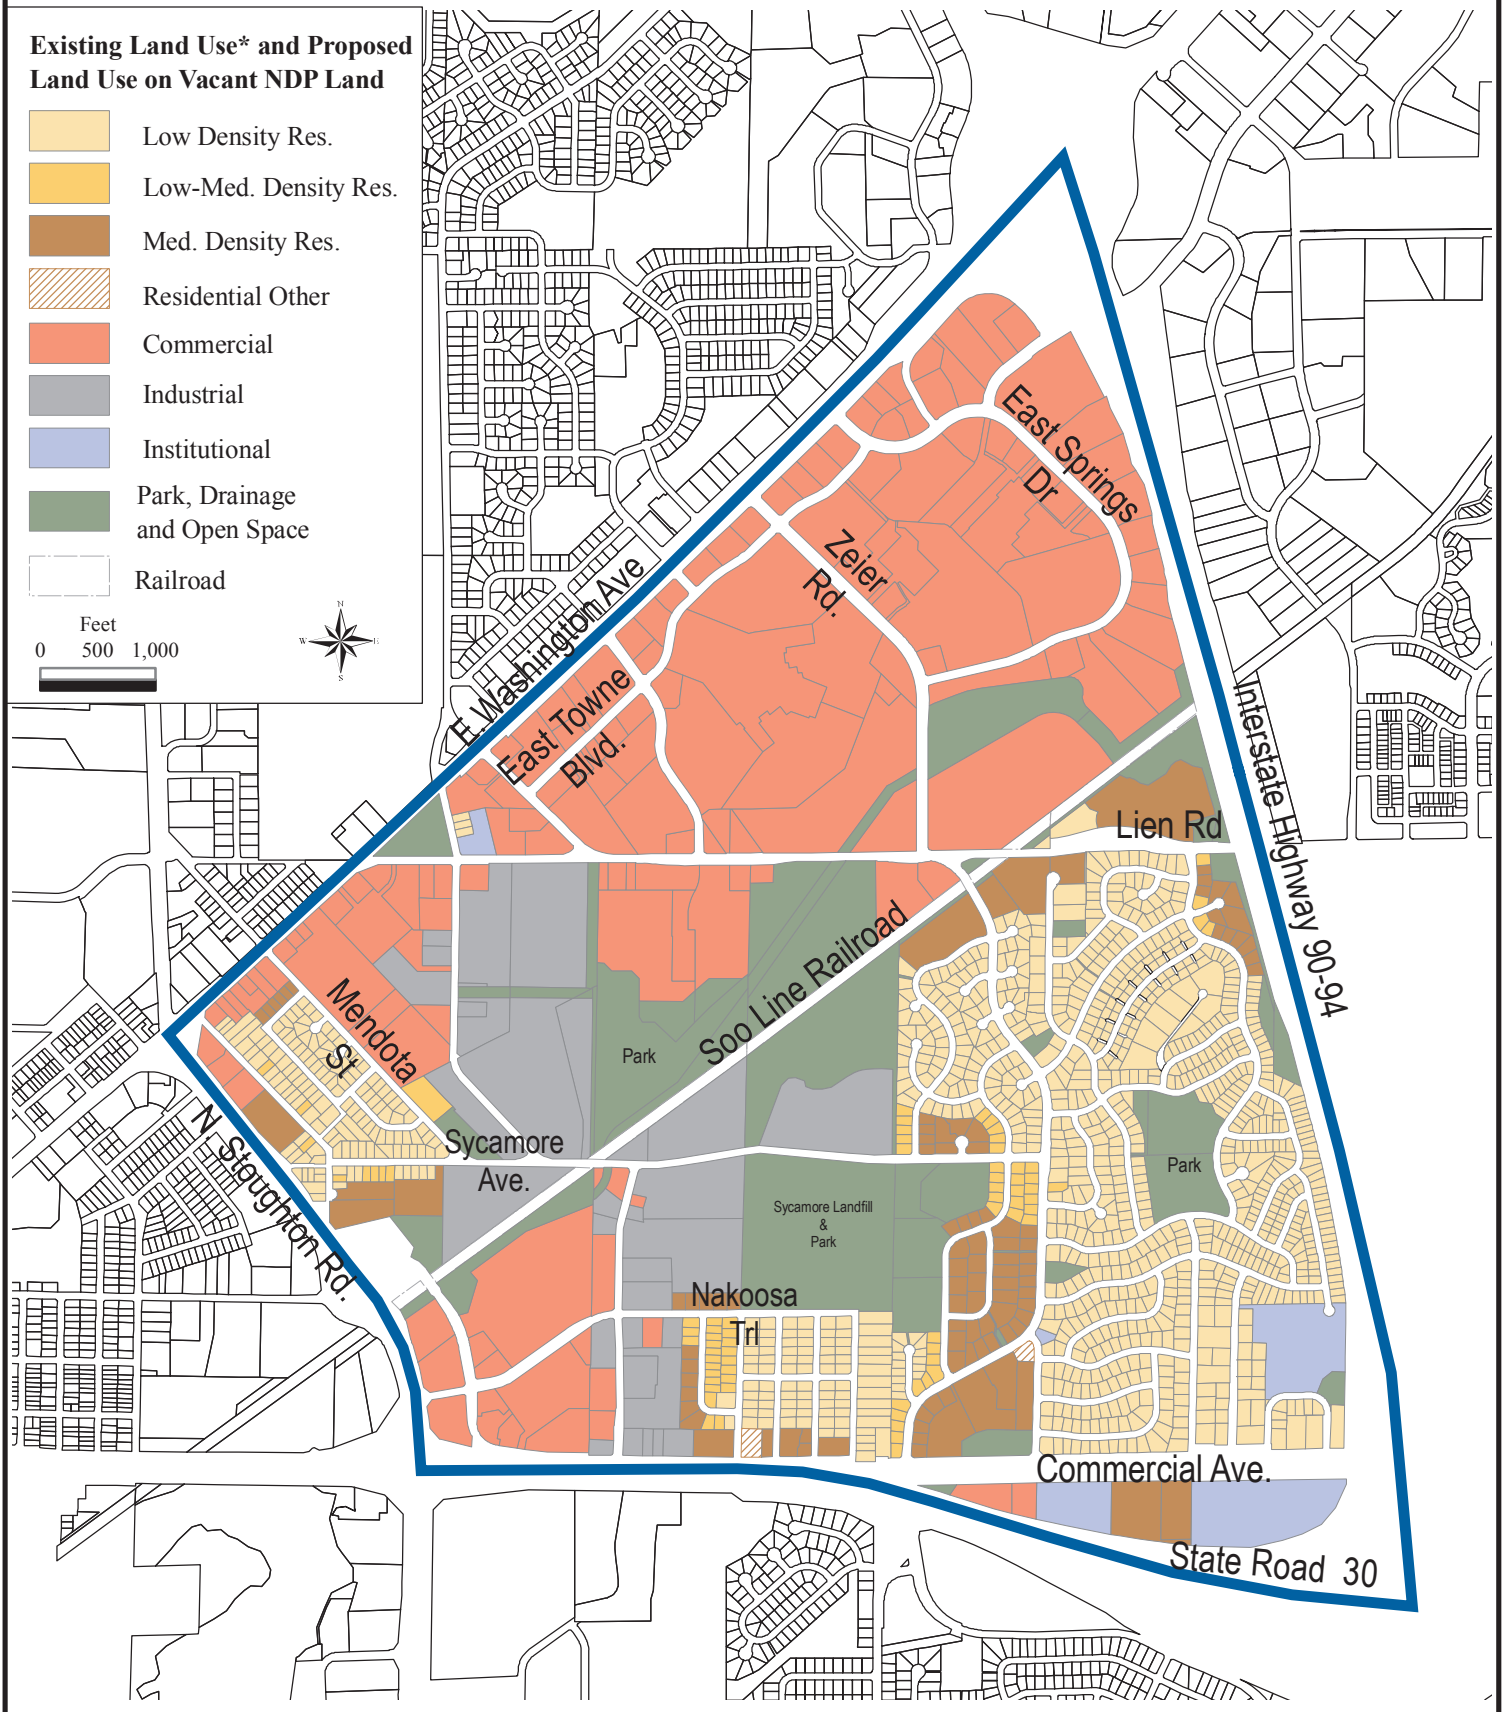 Existing Land Use* and Proposed
Land Use on Vacant NDP Land
Low Density Res.
Low-Med. Density Res.
Med. Density Res.
Residential Other
Commercial
Industrial
Institutional
Park, Drainage
and Open Space
Railroad
Feet
0 500 1,000
N
W E
S
East Springs
Dr
Zeier
Rd.
E. Washington Ave
East Towne
Blvd.
Interstate Highway 90-94
Lien Rd
Mendota
St
Soo Line Railroad
Park
N. Stoughton Rd.
Sycamore
Ave.
Park
Sycamore Landfill
&
Park
Nakoosa
Trl
Commercial Ave.
State Road 30